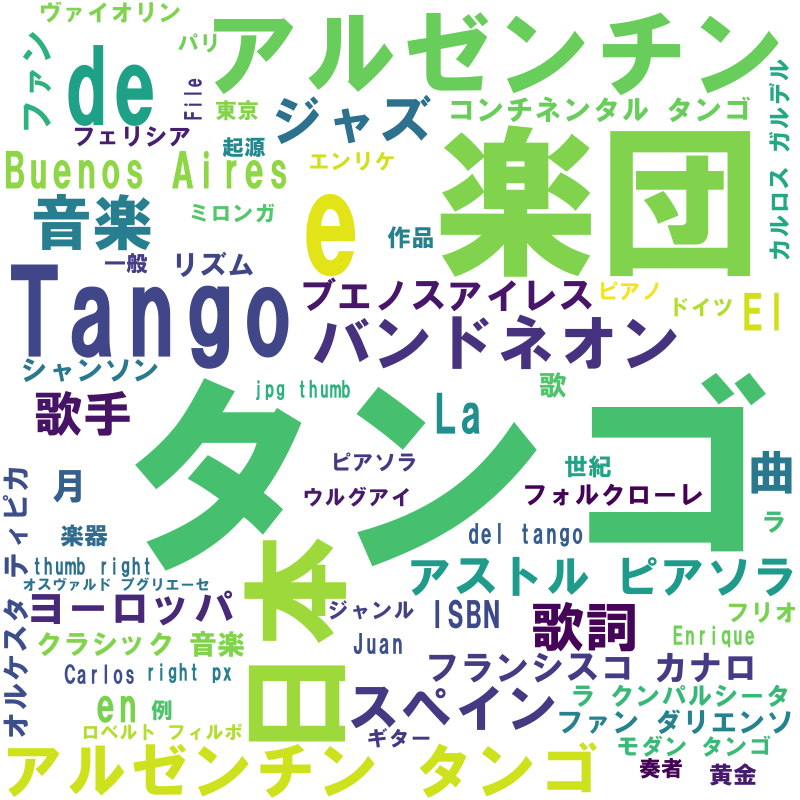 ヴァイオリン
アルゼンチン
パリ
ファン
de
File
東京
ジャズ
コンチネンタル タンゴ
カルロス ガルデル
フェリシア
起源
Buenos Aires
エンリケ
楽団
e
ミロンガ
音楽
作品
一般
リズム
Tango
ブエノスアイレス
ピアノ
ドイツ
El
バンドネオン
シャンソン
jpg thumb
歌
歌手
La
タンゴ
ピアソラ
世紀
曲
月
ウルグアイ
フォルクローレ
ラ
オルケスタ ティピカ
楽器
del tango
thumb right
アストル ピアソラ
オスヴァルド プグリエーセ
日本
ヨーロッパ
ジャンル
ISBN
歌詞
フリオ
クラシック 音楽
Juan
Enrique
Carlos
right px
フランシスコ カナロ
en
例
スペイン
ラ クンパルシータ
ファン ダリエンソ
ロベルト フィルポ
ギター
モダン タンゴ
アルゼンチン タンゴ
奏者
黄金